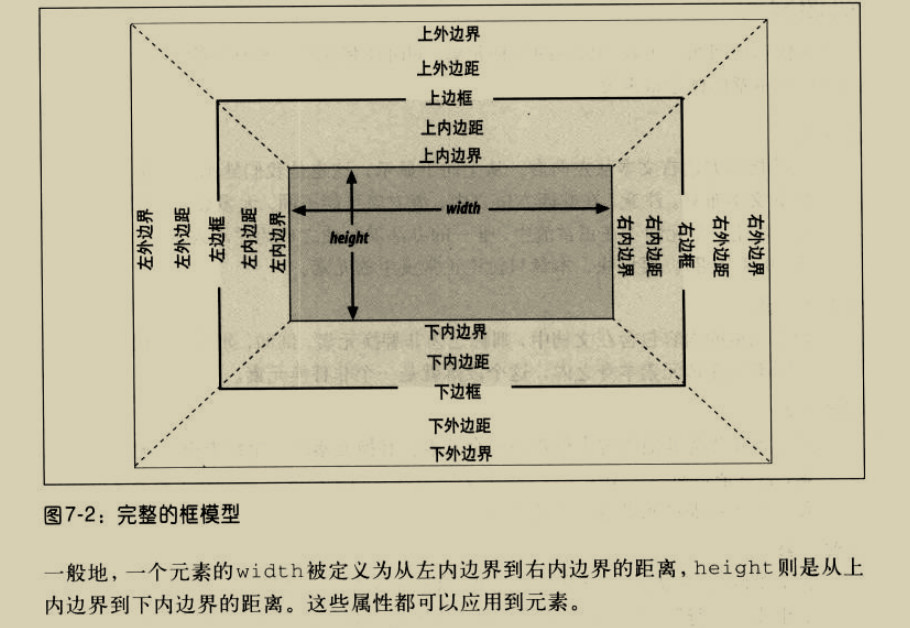 上外边界
上外边距
上边框
上内边距
上内边界
左外边界
左外边距
左边框
左内边距
左内边界
width
height
右内边界
右内边距
右边框
右外边距
右外边界
下内边界
下内边距
下边框
下外边距
下外边界
图7-2：完整的框模型
一般地，一个元素的width被定义为从左内边界到右内边界的距离，height则是从上
内边界到下内边界的距离。这些属性都可以应用到元素。